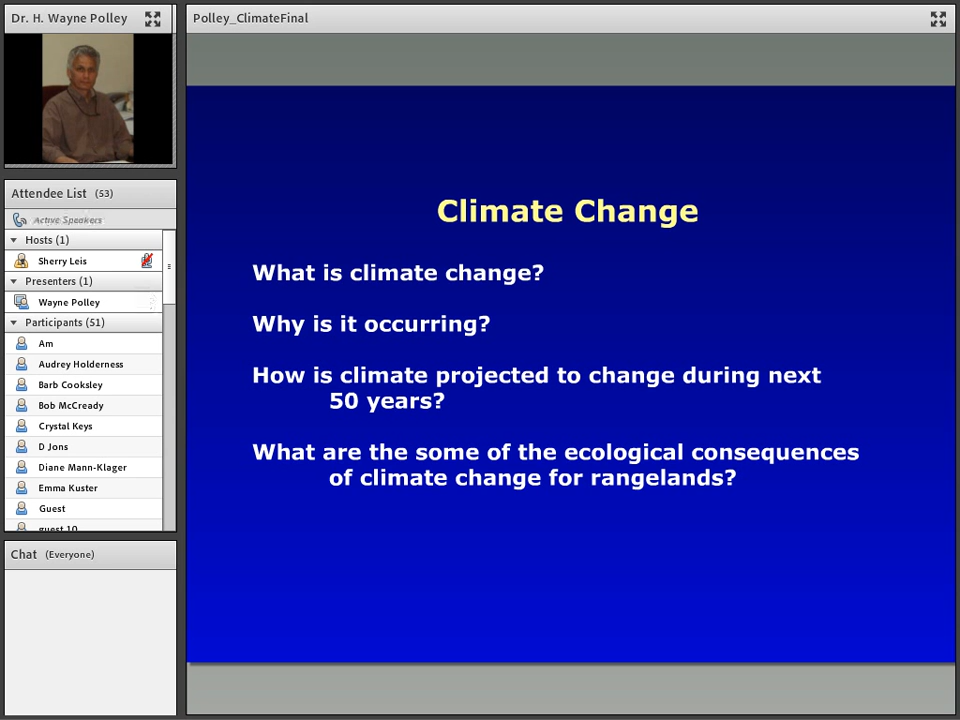 Dr. H. Wayne Polley
Polley_ClimateFinal
Attendee List (53)
Active Speakers
Hosts (1)
Sherry Leis
Presenters (1)
Wayne Polley
Participants (51)
Am
Audrey Holderness
Barb Cooksley
Bob McCready
Crystal Keys
D Jons
Diane Mann-Klager
Emma Kuster
Guest
guest 10
Chat (Everyone)
Climate Change
What is climate change?
Why is it occurring?
How is climate projected to change during next
50 years?
What are the some of the ecological consequences
of climate change for rangelands?